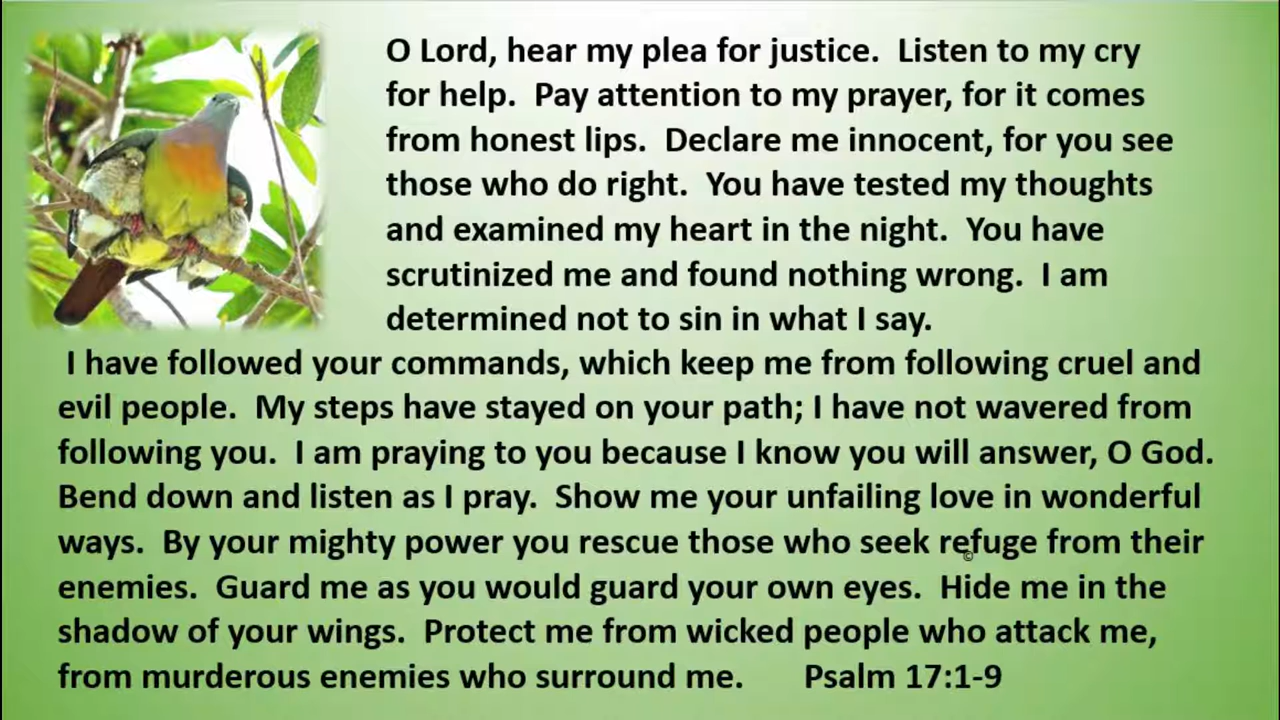 O Lord, hear my plea for justice.  Listen to my cry
for help.  Pay attention to my prayer, for it comes
from honest lips.  Declare me innocent, for you see
those who do right.  You have tested my thoughts
and examined my heart in the night.  You have
scrutinized me and found nothing wrong.  I am
determined not to sin in what I say.
I have followed your commands, which keep me from following cruel and
evil people.  My steps have stayed on your path; I have not wavered from
following you.  I am praying to you because I know you will answer, O God.
Bend down and listen as I pray.  Show me your unfailing love in wonderful
ways.  By your mighty power you rescue those who seek refuge from their
©
enemies.  Guard me as you would guard your own eyes.  Hide me in the
shadow of your wings.  Protect me from wicked people who attack me,
from murderous enemies who surround me.      Psalm 17:1-9